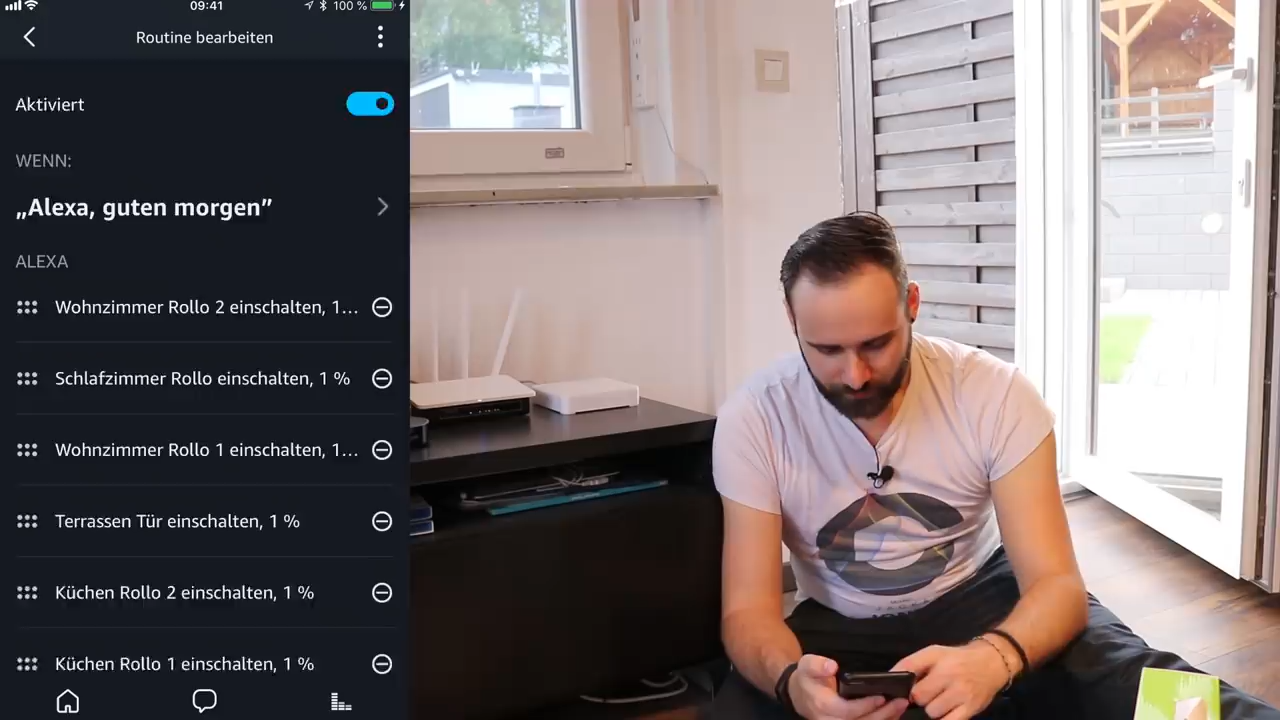 09:41
100 %
Routine bearbeiten
Aktiviert
WENN:
„Alexa, guten morgen”
ALEXA
Wohnzimmer Rollo 2 einschalten, 1...
Schlafzimmer Rollo einschalten, 1 %
Wohnzimmer Rollo 1 einschalten, 1...
Terrassen Tür einschalten, 1 %
Küchen Rollo 2 einschalten, 1 %
Küchen Rollo 1 einschalten, 1 %